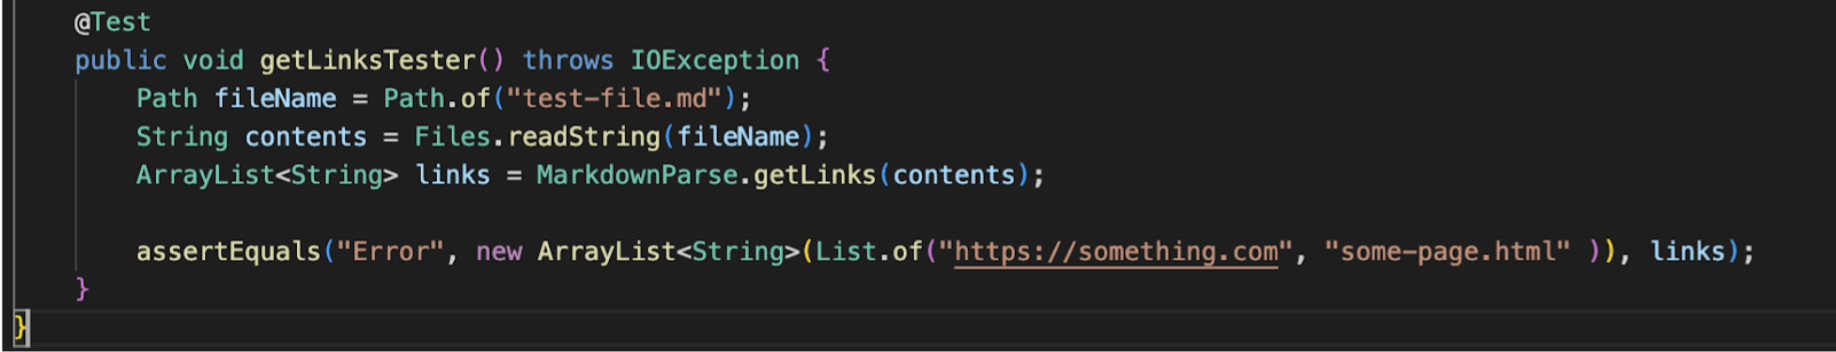 @Test
public void getLinksTester() throws IOException {
Path fileName = Path.of("test-file.md");
String contents = Files.readString(fileName);
ArrayList<String> links = MarkdownParse.getLinks(contents);
assertEquals("Error", new ArrayList<String>(List.of("https://something.com", "some-page.html" )), links);
}
}